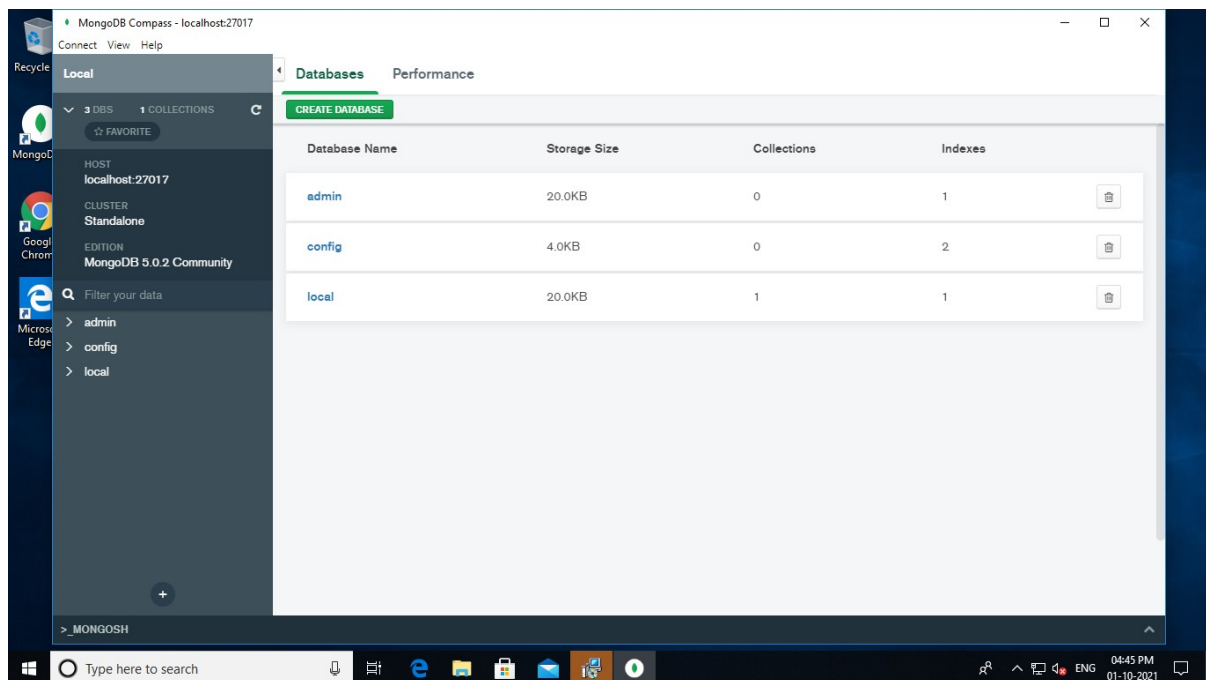 MongoDB Compass - localhost:27017
Connect View Help
Recycle
Local
Databases Performance
3 DBS 1 COLLECTIONS
FAVORITE
CREATE DATABASE
MongoD
HOST
localhost:27017
CLUSTER
Standalone
EDITION
MongoDB 5.0.2 Community
Googl
Chrom
Filter your data
Micros
Edge
admin
config
local
Database Name Storage Size Collections Indexes
admin 20.0KB 0 1
config 4.0KB 0 2
local 20.0KB 1 1
>_MONGOSH
Type here to search
ENG
04:45 PM
01-10-2021